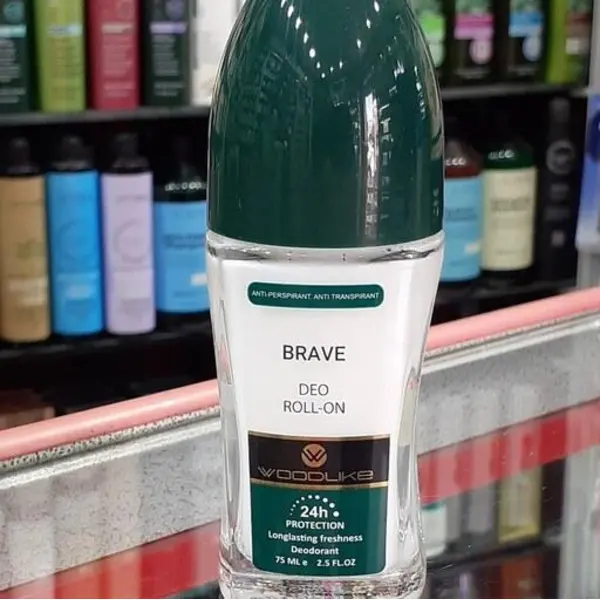 ANTI-PERSPIRANT, ANTI TRANSPIRANT
BRAVE
DEO
ROLL-ON
WOODLIKE
24h
PROTECTION
Longlasting freshness
Deodorant
75 ML e 2.5 FL.OZ